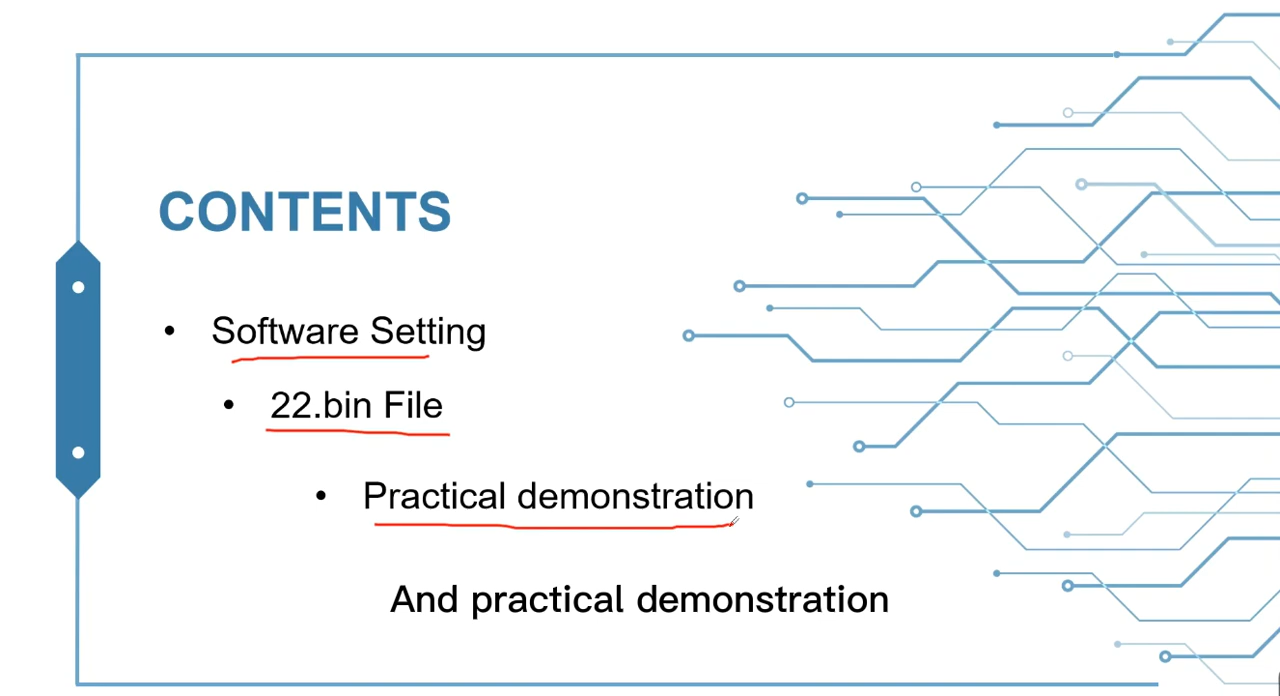 CONTENTS
• Software Setting
• 22.bin File
• Practical demonstration
And practical demonstration